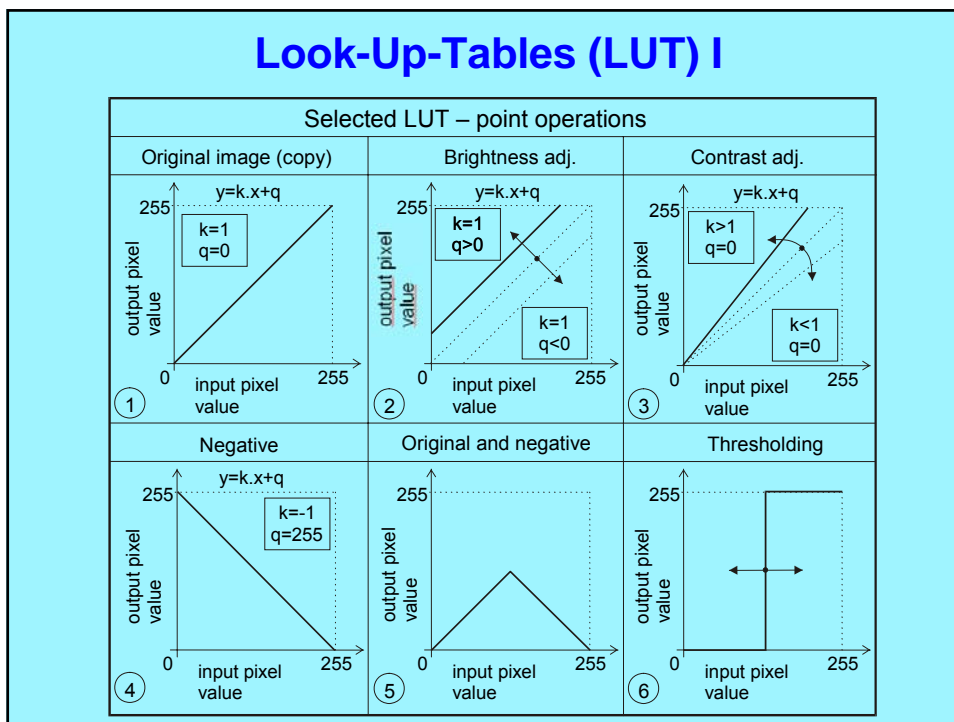 Look-Up-Tables (LUT) I
Selected LUT – point operations
Original image (copy)
y=k.x+q
255
k=1
q=0
output pixel
value
0
255
input pixel
value
1
Brightness adj.
y=k.x+q
255
k=1
q>0
output pixel
value
k=1
q<0
0
255
input pixel
value
2
Contrast adj.
y=k.x+q
255
k>1
q=0
output pixel
value
k<1
q=0
0
255
input pixel
value
3
Negative
y=k.x+q
255
k=-1
q=255
output pixel
value
0
255
input pixel
value
4
Original and negative
255
output pixel
value
0
255
input pixel
value
5
Thresholding
255
output pixel
value
0
255
input pixel
value
6